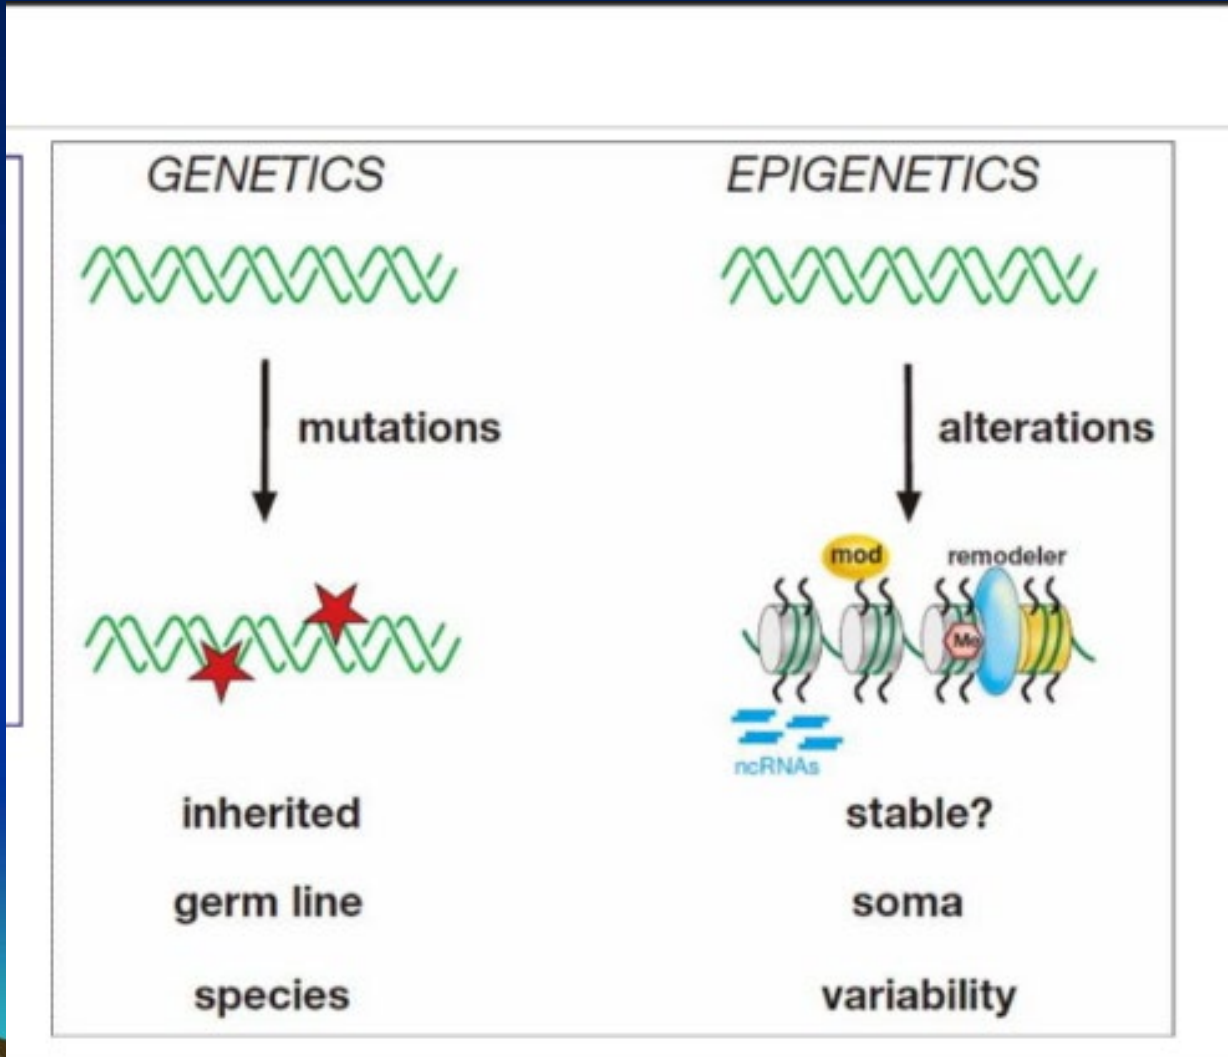 GENETICS
EPIGENETICS
mutations
alterations
mod
remodeler
Me
ncRNAs
inherited
stable?
germ line
soma
species
variability